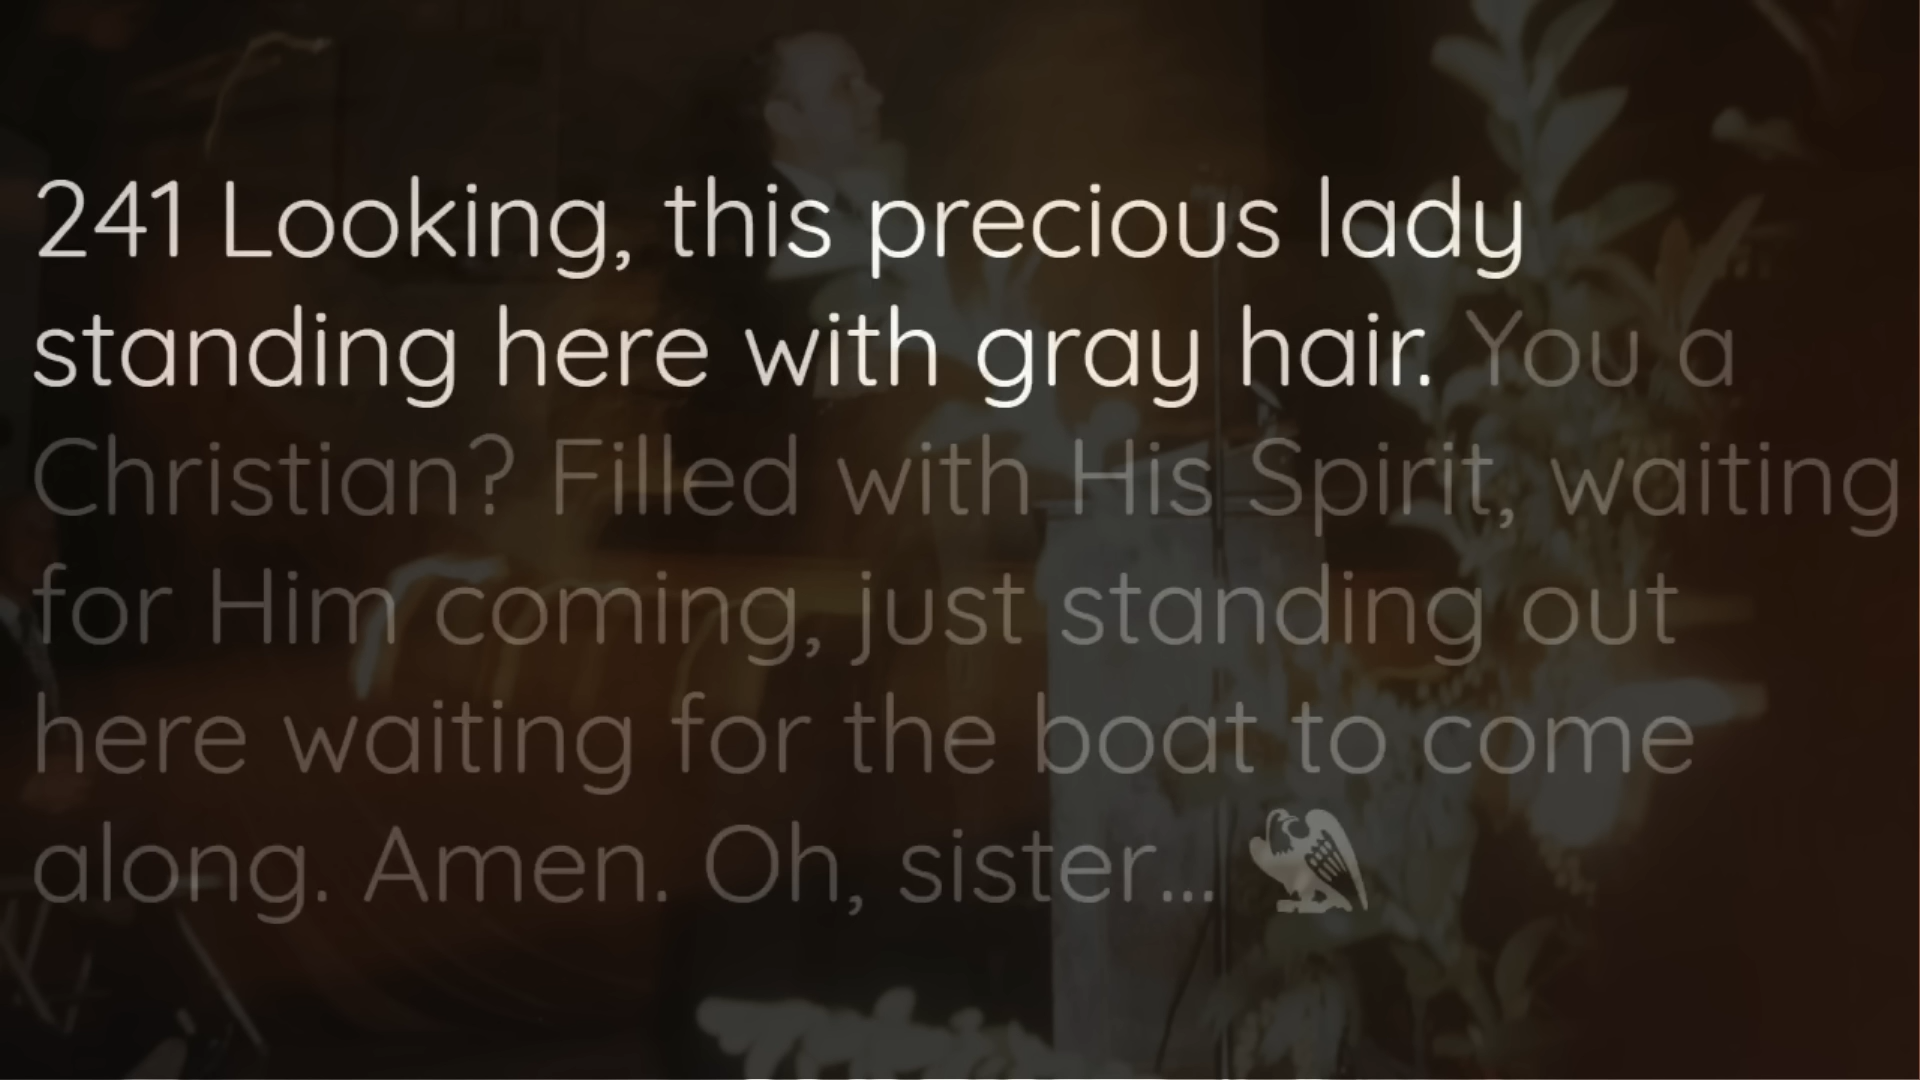 241 Looking, this precious lady
standing here with gray hair. You a
Christian? Filled with His Spirit, waiting
for Him coming, just standing out
here waiting for the boat to come
along. Amen. Oh, sister...